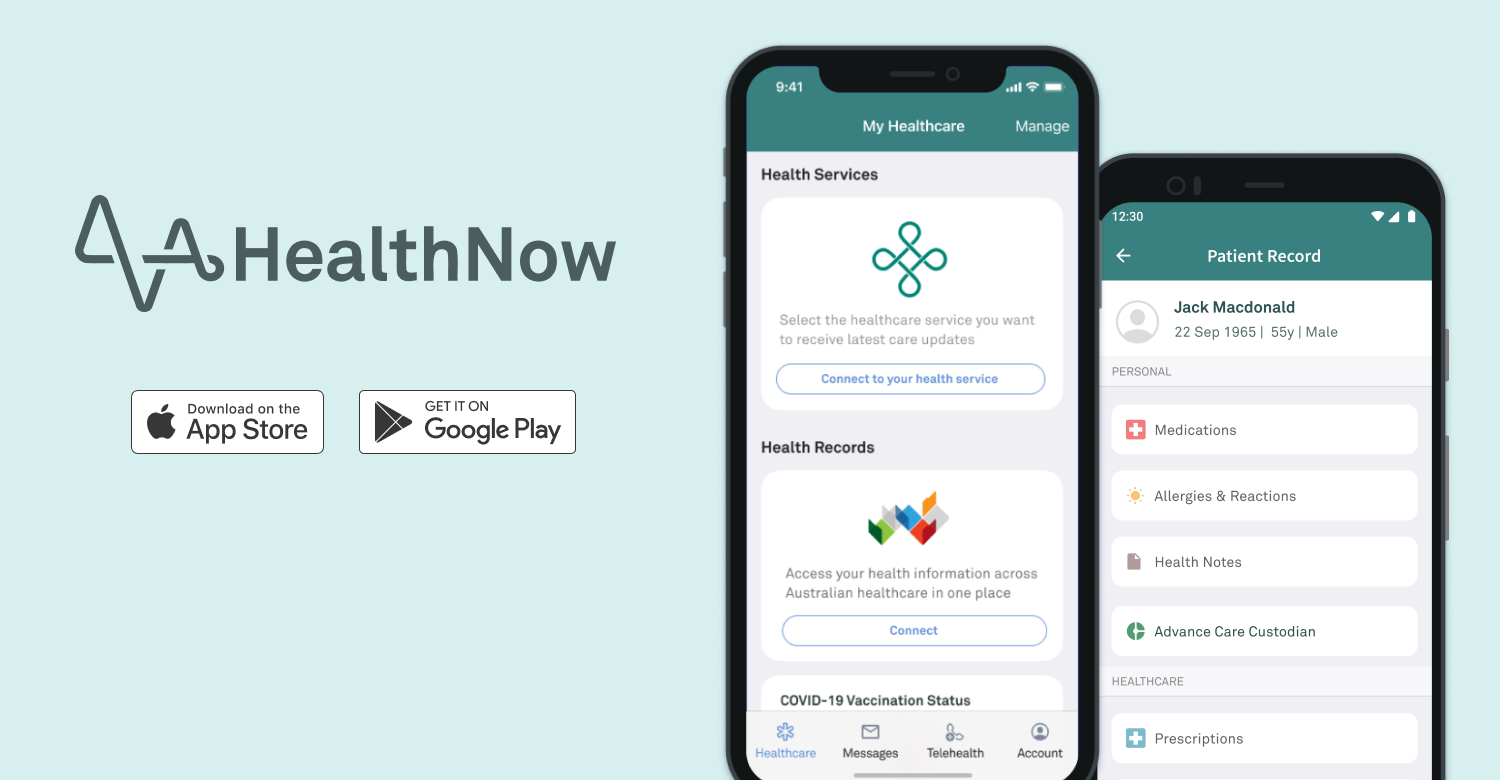 HealthNow
Download on the
App Store
GET IT ON
Google Play
9:41
My Healthcare
Manage
Health Services
Select the healthcare service you want
to receive latest care updates
Connect to your health service
Health Records
Access your health information across
Australian healthcare in one place
Connect
COVID-19 Vaccination Status
Healthcare
Messages
Telehealth
Account
12:30
Patient Record
Jack Macdonald
22 Sep 1965 | 55y | Male
PERSONAL
Medications
Allergies & Reactions
Health Notes
Advance Care Custodian
HEALTHCARE
Prescriptions